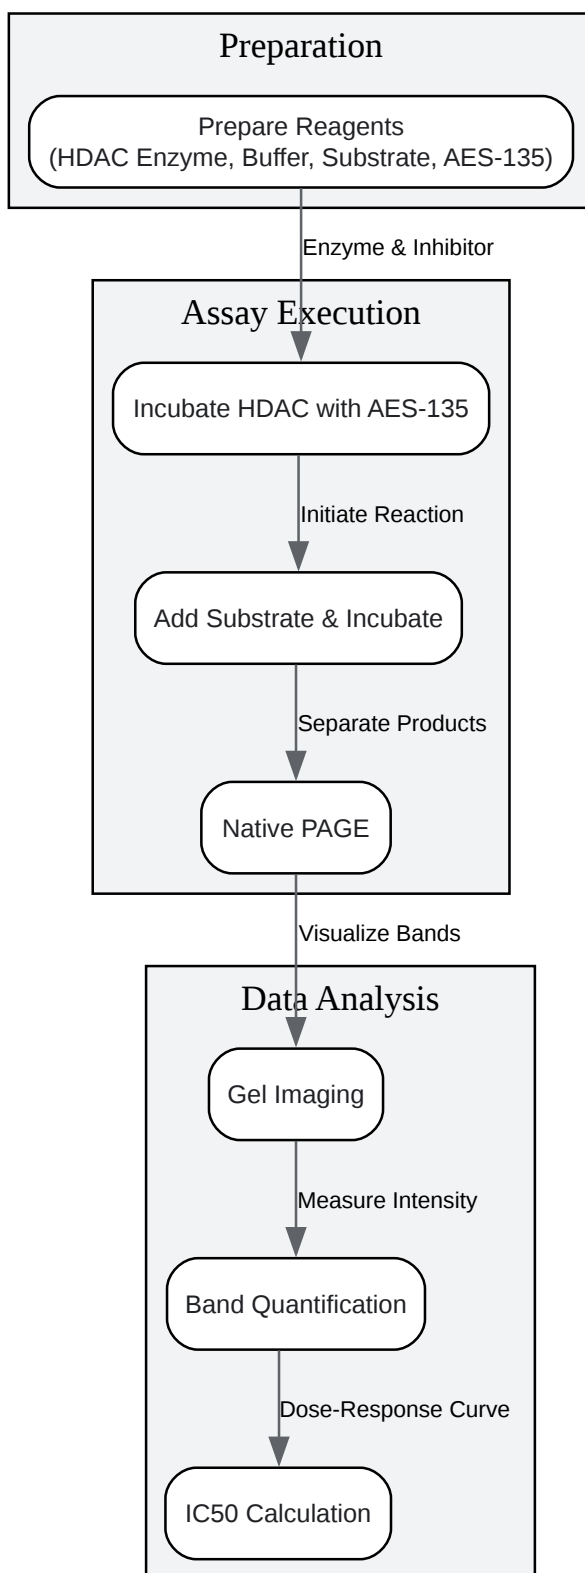 Preparation
Prepare Reagents
(HDAC Enzyme, Buffer, Substrate, AES-135)
Enzyme & Inhibitor
Assay Execution
Incubate HDAC with AES-135
Initiate Reaction
Add Substrate & Incubate
Separate Products
Native PAGE
Visualize Bands
Data Analysis
Gel Imaging
Measure Intensity
Band Quantification
Dose-Response Curve
IC50 Calculation